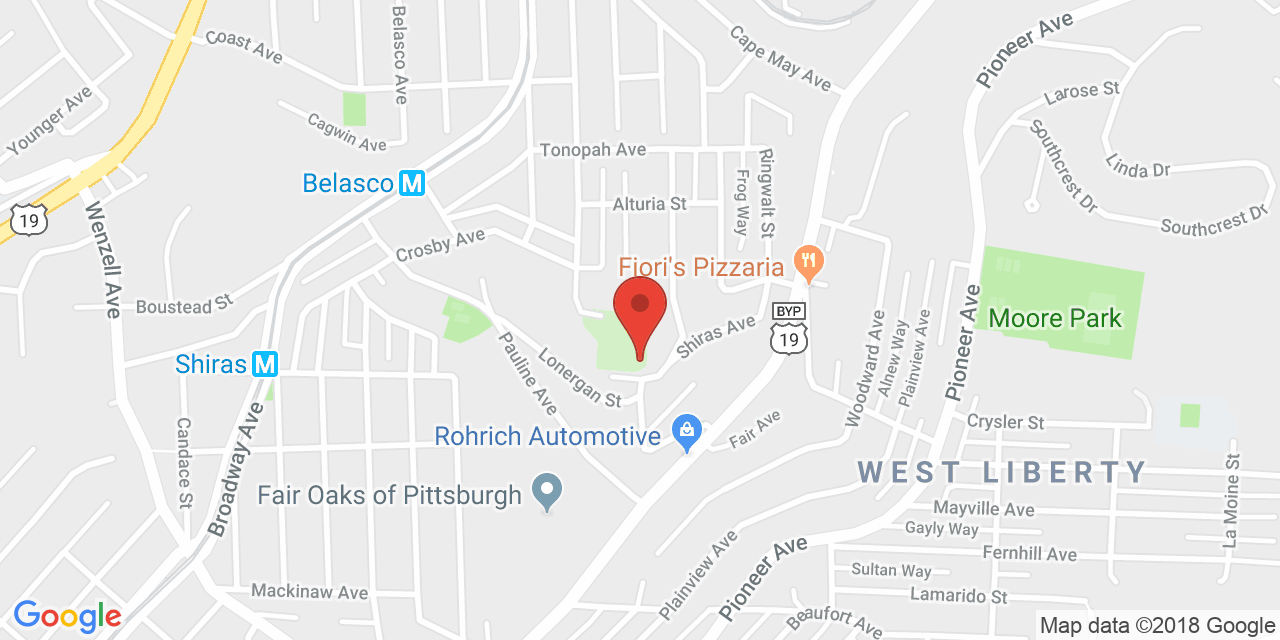 Coast Ave
Belasco Ave
Cape May Ave
Pioneer Ave
Younger Ave
Cagwin Ave
Larose St
Southcrest Dr
Linda Dr
Southcrest Dr
Tonopah Ave
Ringwalt St
Frog Way
Belasco M
Alturia St
19
Wenzell Ave
Crosby Ave
Fiori's Pizzaria
Boustead St
BYP
19
Shiras Ave
Moore Park
Pioneer Ave
Shiras M
Pauline Ave
Lonergan St
Woodward Ave
Alnew Way
Plainview Ave
Candace St
Broadway Ave
Rohrich Automotive
Fair Ave
Crysler St
WEST LIBERTY
La Moine St
Fair Oaks of Pittsburgh
Mayville Ave
Gayly Way
Fernhill Ave
Plainview Ave
Pioneer Ave
Sultan Way
Lamarido St
Mackinaw Ave
Beaufort Ave
Google
Map data ©2018 Google